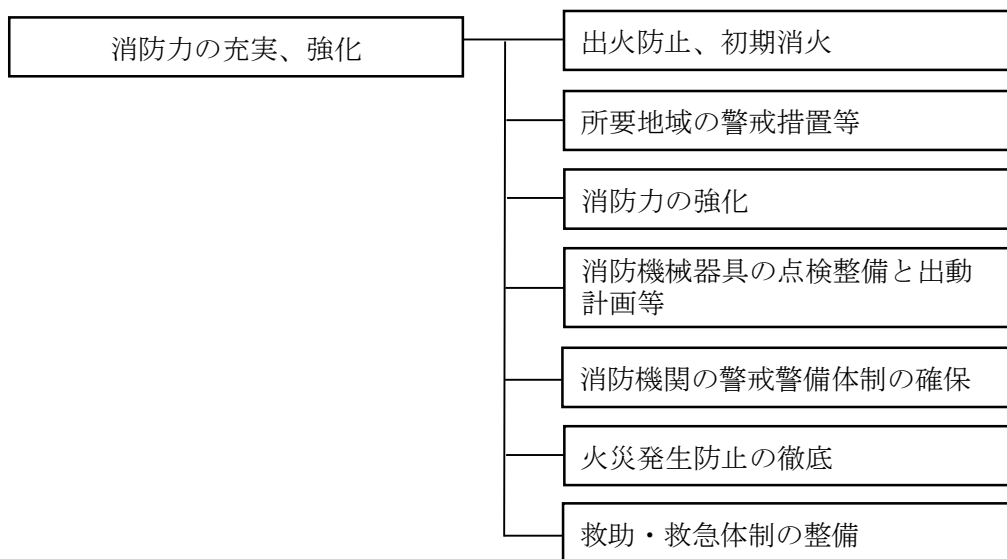 消防力の充実、強化
出火防止、初期消火
所要地域の警戒措置等
消防力の強化
消防機械器具の点検整備と出動
計画等
消防機関の警戒警備体制の確保
火災発生防止の徹底
救助・救急体制の整備